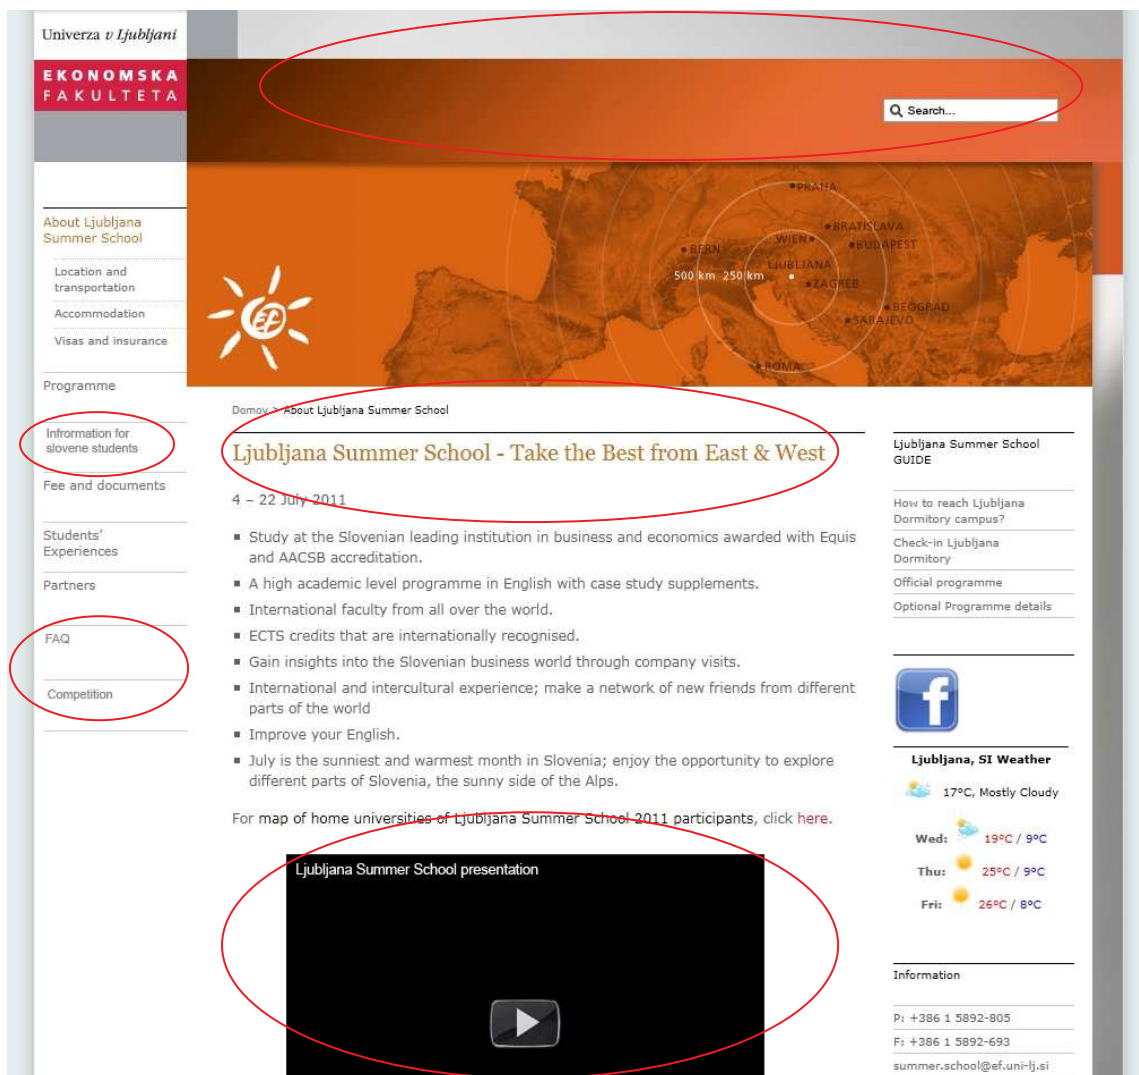 Univerza v Ljubljani
EKONOMSKA
FAKULTETA
Search...
About Ljubljana
Summer School
Location and
transportation
Accommodation
Visas and insurance
Programme
Infrormation for
slovene students
Fee and documents
Students'
Experiences
Partners
FAQ
Competition
PRAHA
BRATISLAVA
WIEN
BUDAPEST
BERN
LJUBLJANA
500 km 250 km
ZAGREB
BEOGRAD
SARAJEVO
ROMA
EF
Domov > About Ljubljana Summer School
Ljubljana Summer School - Take the Best from East & West
4 – 22 July 2011
Study at the Slovenian leading institution in business and economics awarded with Equis
and AACSB accreditation.
A high academic level programme in English with case study supplements.
International faculty from all over the world.
ECTS credits that are internationally recognised.
Gain insights into the Slovenian business world through company visits.
International and intercultural experience; make a network of new friends from different
parts of the world
Improve your English.
July is the sunniest and warmest month in Slovenia; enjoy the opportunity to explore
different parts of Slovenia, the sunny side of the Alps.
For map of home universities of Ljubljana Summer School 2011 participants, click here.
Ljubljana Summer School presentation
Ljubljana Summer School
GUIDE
How to reach Ljubljana
Dormitory campus?
Check-in Ljubljana
Dormitory
Official programme
Optional Programme details
f
Ljubljana, SI Weather
17°C, Mostly Cloudy
Wed: 19°C / 9°C
Thu: 25°C / 9°C
Fri: 26°C / 8°C
Information
P: +386 1 5892-805
F: +386 1 5892-693
summer.school@ef.uni-lj.si